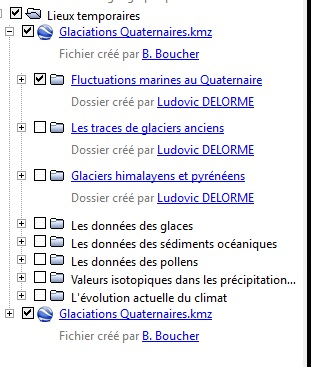 Lieux temporaires
Glaciations Quaternaires.kmz
Fichier créé par B. Boucher
Fluctuations marines au Quaternaire
Dossier créé par Ludovic DELORME
Les traces de glaciers anciens
Dossier créé par Ludovic DELORME
Glaciers himalayens et pyrénéens
Dossier créé par Ludovic DELORME
Les données des glaces
Les données des sédiments océaniques
Les données des pollens
Valeurs isotopiques dans les précipitation...
L'évolution actuelle du climat
Glaciations Quaternaires.kmz
Fichier créé par B. Boucher